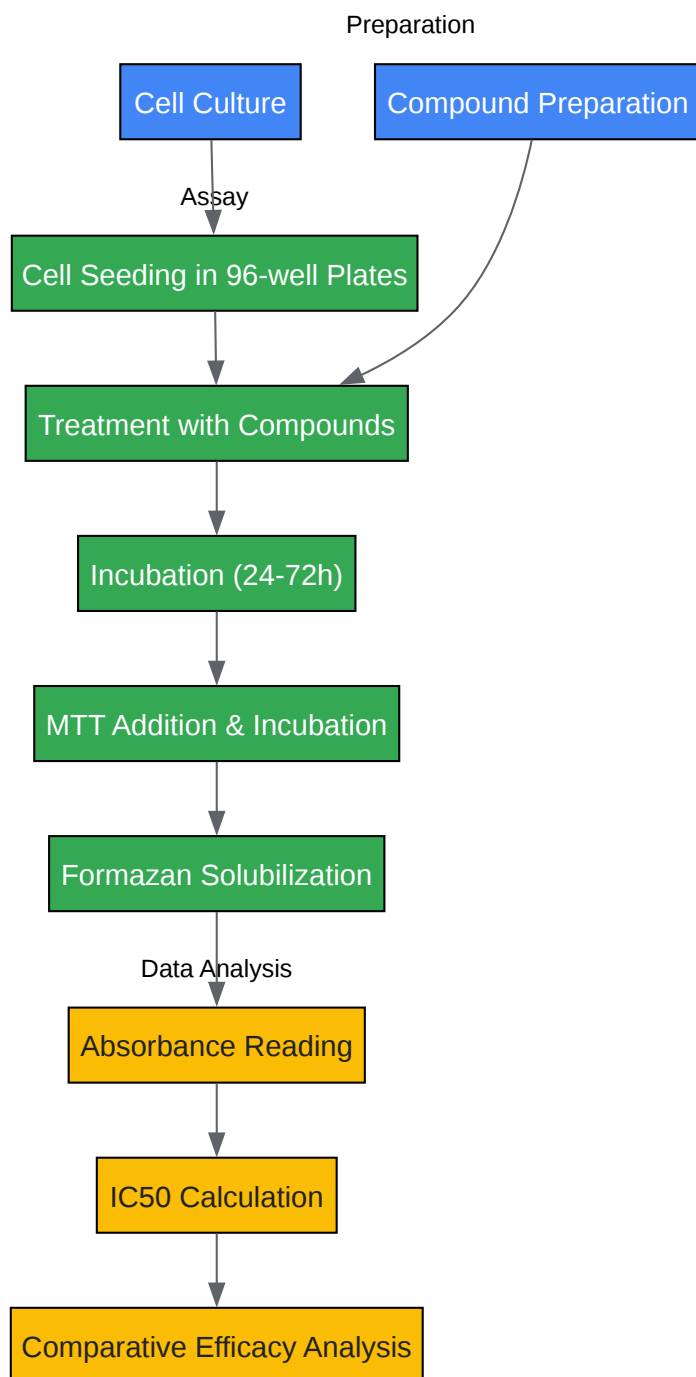 Preparation
Cell Culture
Compound Preparation
Assay
Cell Seeding in 96-well Plates
Treatment with Compounds
Incubation (24-72h)
MTT Addition & Incubation
Formazan Solubilization
Data Analysis
Absorbance Reading
IC50 Calculation
Comparative Efficacy Analysis